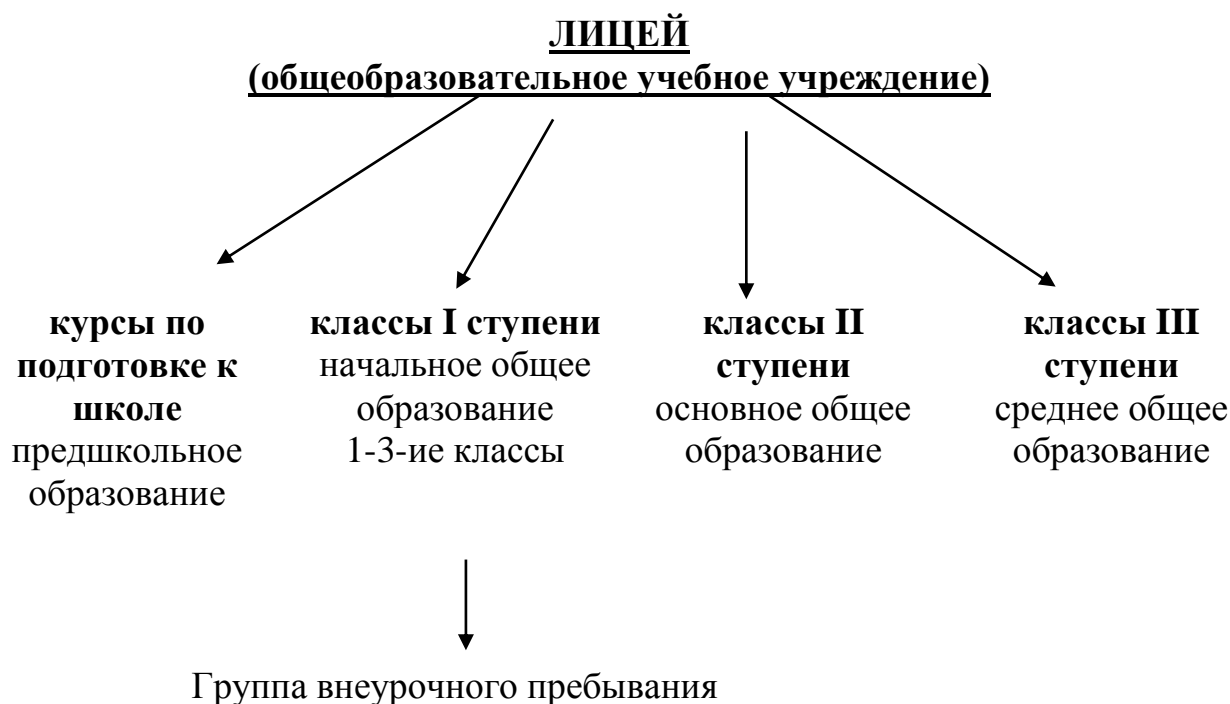 ЛИЦЕЙ
(общеобразовательное учебное учреждение)
курсы по
подготовке к
школе
предшкольное
образование
классы I ступени
начальное общее
образование
1-3-ие классы
классы II
ступени
основное общее
образование
классы III
ступени
среднее общее
образование
Группа внеурочного пребывания